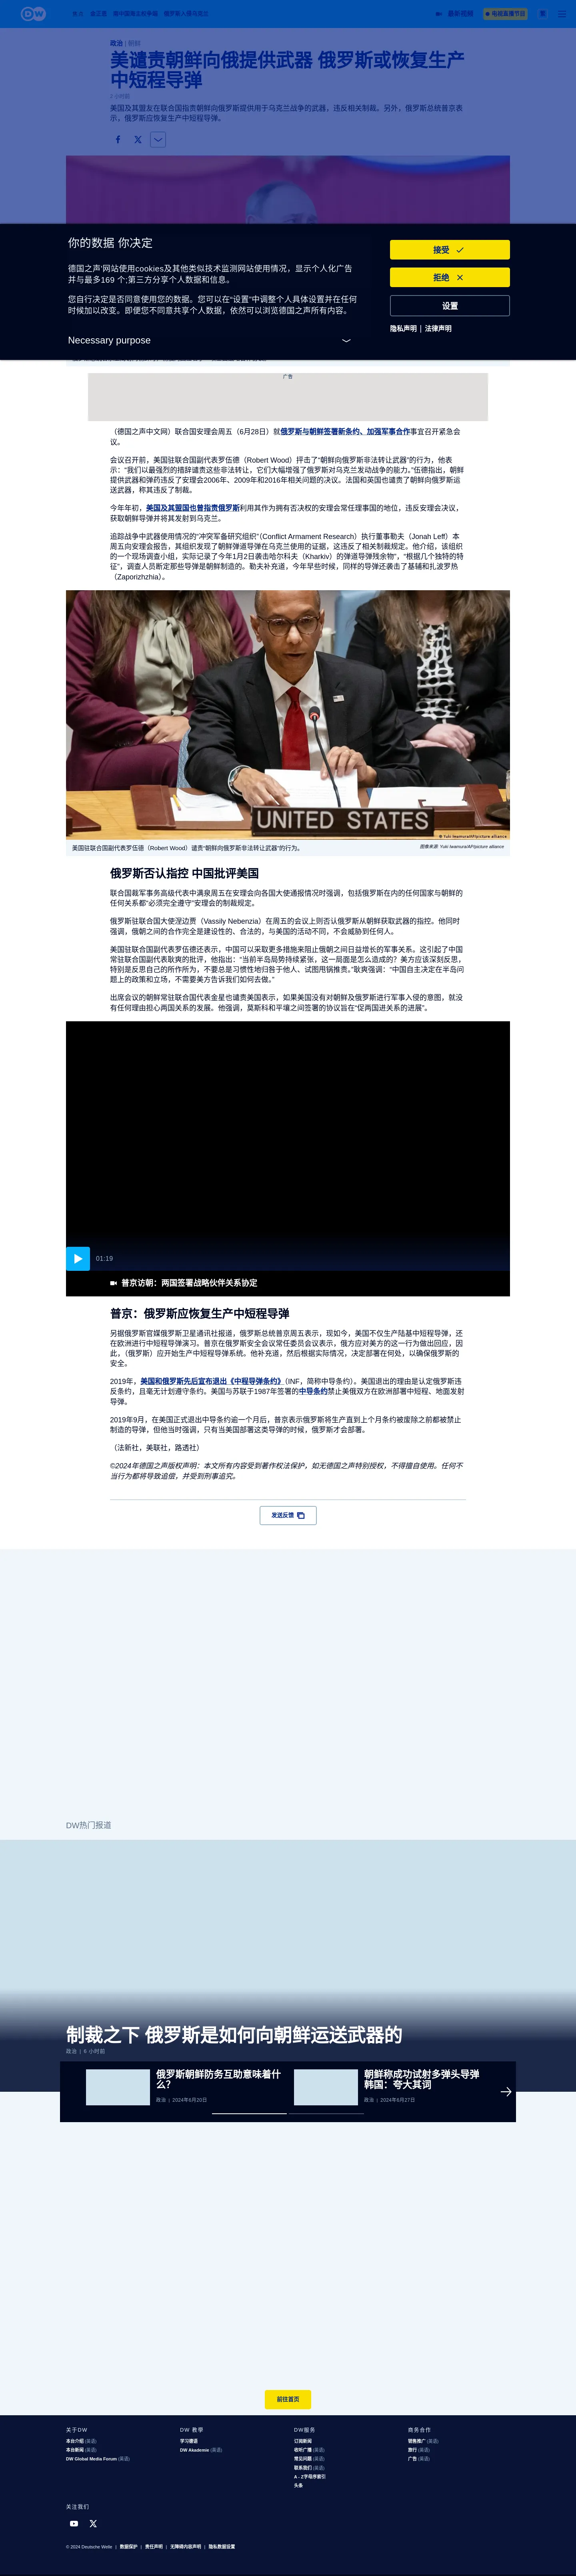 DW
最新视频
电视直播节目
政治 | 朝鲜
美谴责朝鲜向俄提供武器 俄罗斯或恢复生产
中短程导弹
美国及其盟友在联合国指责朝鲜向俄罗斯提供用于乌克兰战争的武器，违反相关制裁。另外，俄罗斯总统普京表
示，俄罗斯应恢复生产中短程导弹。
你的数据 你决定
德国之声'网站使用cookies及其他类似技术监测网站使用情况，显示个人化广告
并与最多169 个;第三方分享个人数据和信息。
您自行决定是否同意使用您的数据。您可以在“设置”中调整个人具体设置并在任何
时候加以改变。即便您不同意共享个人数据，依然可以浏览德国之声所有内容。
Necessary purpose
接受
拒绝
设置
隐私声明 | 法律声明
广告
（德国之声中文网）联合国安理会周五（6月28日）就俄罗斯与朝鲜签署新条约、加强军事合作事宜召开紧急会
议。
会议召开前，美国驻联合国副代表罗伍德（Robert Wood）抨击了“朝鲜向俄罗斯非法转让武器”的行为，他表
示：“我们以最强烈的措辞谴责这些非法转让，它们大幅增强了俄罗斯对乌克兰发动战争的能力。”伍德指出，朝鲜
提供武器和弹药违反了安理会2006年、2009年和2016年相关问题的决议。法国和英国也谴责了朝鲜向俄罗斯运
送武器，称其违反了制裁。
今年年初，美国及其盟国也曾指责俄罗斯利用其作为拥有否决权的安理会常任理事国的地位，违反安理会决议，
获取朝鲜导弹并将其发射到乌克兰。
追踪战争中武器使用情况的“冲突军备研究组织”（Conflict Armament Research）执行董事勒夫（Jonah Leff）本
周五向安理会报告，其组织发现了朝鲜弹道导弹在乌克兰使用的证据，这违反了相关制裁规定。他介绍，该组织
的一个现场调查小组，实际记录了今年1月2日袭击哈尔科夫（Kharkiv）的弹道导弹残余物”，“根据几个独特的特
征”，调查人员断定那些导弹是朝鲜制造的。勒夫补充道，今年早些时候，同样的导弹还袭击了基辅和扎波罗热
（Zaporizhzhia）。
UNITED STATES
© Yuki Iwamura/AP/picture alliance
美国驻联合国副代表罗伍德（Robert Wood）谴责“朝鲜向俄罗斯非法转让武器”的行为。
图像来源: Yuki Iwamura/AP/picture alliance
俄罗斯否认指控 中国批评美国
联合国裁军事务高级代表中满泉周五在安理会向各国大使通报情况时强调，包括俄罗斯在内的任何国家与朝鲜的
任何关系都“必须完全遵守”安理会的制裁规定。
俄罗斯驻联合国大使涅边贾（Vassily Nebenzia）在周五的会议上则否认俄罗斯从朝鲜获取武器的指控。他同时
强调，俄朝之间的合作完全是建设性的、合法的，与美国的活动不同，不会威胁到任何人。
美国驻联合国副代表罗伍德还表示，中国可以采取更多措施来阻止俄朝之间日益增长的军事关系。这引起了中国
常驻联合国副代表耿爽的批评，他指出：“当前半岛局势持续紧张，这一局面是怎么造成的？美方应该深刻反思，
特别是反思自己的所作所为，不要总是习惯性地归咎于他人、试图甩锅推责。”耿爽强调：“中国自主决定在半岛问
题上的政策和立场，不需要美方告诉我们如何去做。”
出席会议的朝鲜常驻联合国代表金星也谴责美国表示，如果美国没有对朝鲜及俄罗斯进行军事入侵的意图，就没
有任何理由担心两国关系的发展。他强调，莫斯科和平壤之间签署的协议旨在“促两国进关系的进展”。
01:19
普京访朝：两国签署战略伙伴关系协定
普京：俄罗斯应恢复生产中短程导弹
另据俄罗斯官媒俄罗斯卫星通讯社报道，俄罗斯总统普京周五表示，现如今，美国不仅生产陆基中短程导弹，还
在欧洲进行中短程导弹演习。普京在俄罗斯安全会议常任委员会议表示，俄方应对美方的这一行为做出回应，因
此，（俄罗斯）应开始生产中短程导弹系统。他补充道，然后根据实际情况，决定部署在何处，以确保俄罗斯的
安全。
2019年，美国和俄罗斯先后宣布退出《中程导弹条约》（INF，简称中导条约）。美国退出的理由是认定俄罗斯违
反条约，且毫无计划遵守条约。美国与苏联于1987年签署的中导条约禁止美俄双方在欧洲部署中短程、地面发射
导弹。
2019年9月，在美国正式退出中导条约逾一个月后，普京表示俄罗斯将生产直到上个月条约被废除之前都被禁止
制造的导弹，但他当时强调，只有当美国部署这类导弹的时候，俄罗斯才会部署。
（法新社，美联社，路透社）
©2024年德国之声版权声明：本文所有内容受到著作权法保护，如无德国之声特别授权，不得擅自使用。任何不
当行为都将导致追偿，并受到刑事追究。
发送反馈
DW热门报道
制裁之下 俄罗斯是如何向朝鲜运送武器的
政治 | 6 小时前
俄罗斯朝鲜防务互助意味着什
么？
政治 | 2024年6月20日
朝鲜称成功试射多弹头导弹
韩国：夸大其词
政治 | 2024年6月27日
前往首页
关于DW
本台介绍 (英语)
本台新闻 (英语)
DW Global Media Forum (英语)
DW 教學
学习德语
DW Akademie (英语)
DW服务
订阅新闻
收听广播 (英语)
常见问题 (英语)
联系我们 (英语)
A - Z字母序索引
头条
商务合作
销售推广 (英语)
旅行 (英语)
广告 (英语)
关注我们
© 2024 Deutsche Welle | 数据保护 | 责任声明 | 无障碍内容声明 | 隐私数据设置